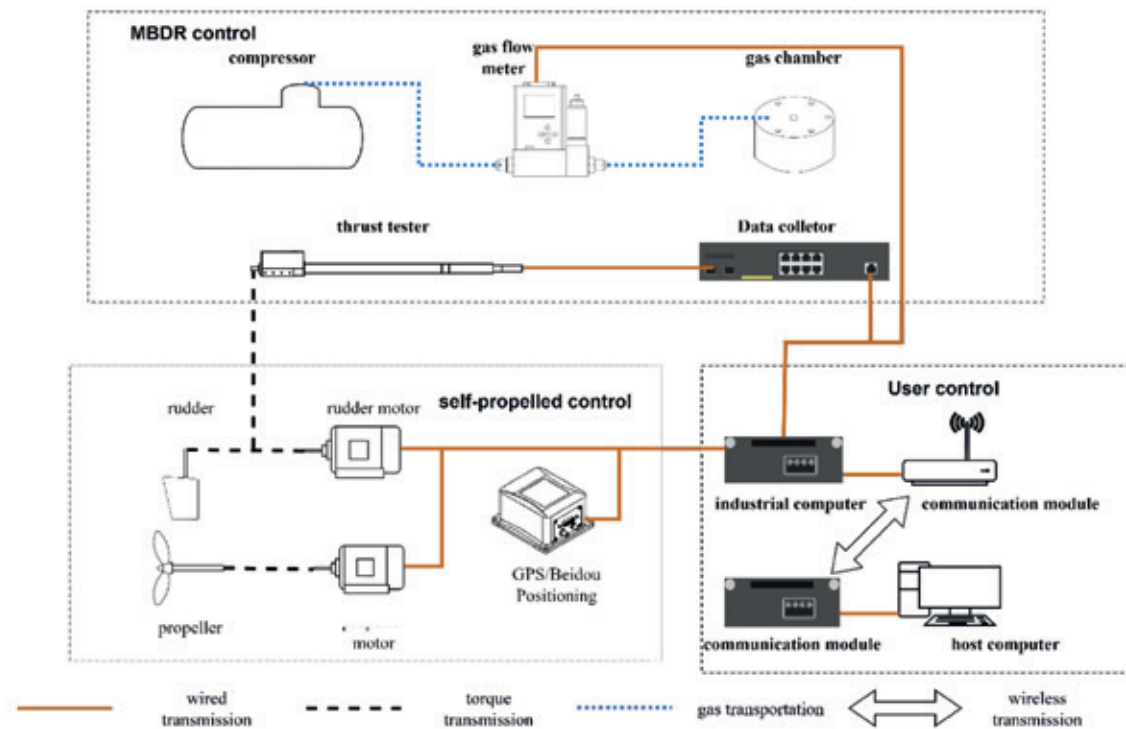 MBDR control
compressor
gas flow
meter
gas chamber
thrust tester
Data colletor
self-propelled control
rudder
rudder motor
GPS/Beidou
Positioning
propeller
motor
User control
industrial computer
communication module
communication module
host computer
wired
transmission
torque
transmission
gas transportation
wireless
transmission